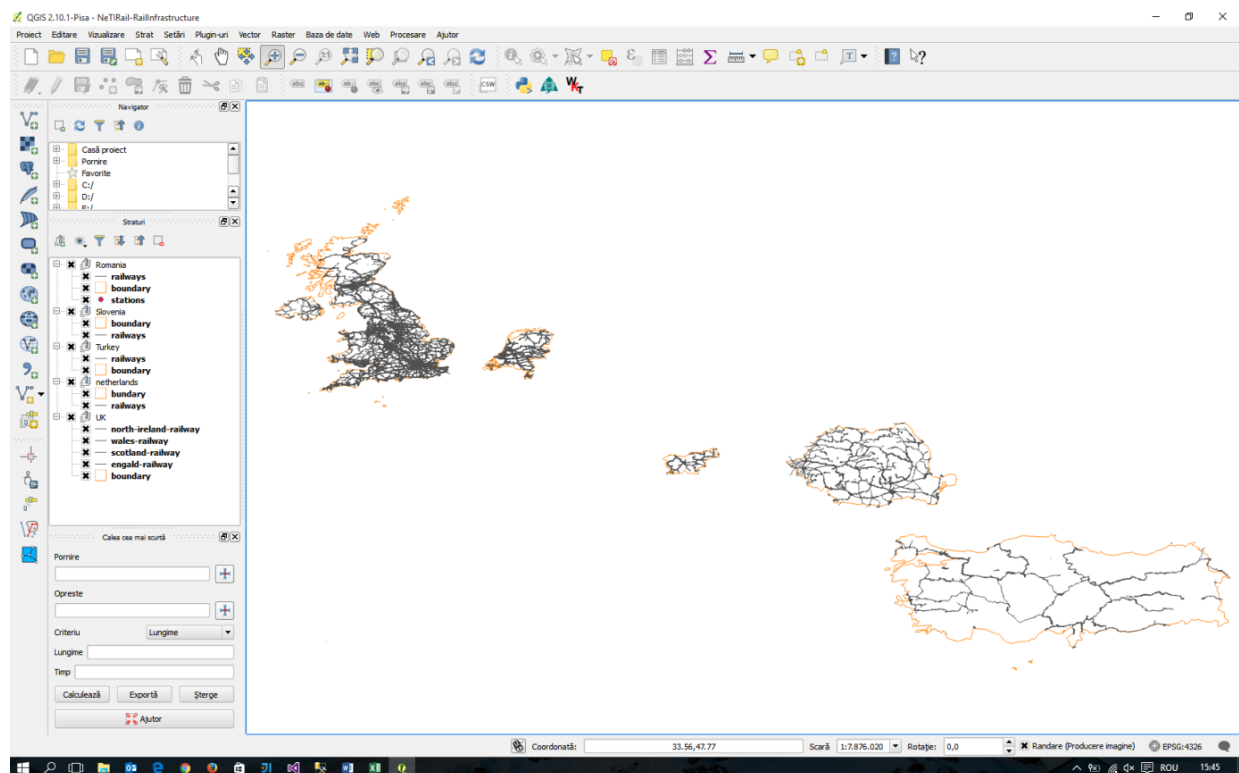 QGIS 2.10.1-Pisa - NeTIRail-RailInfrastructure
Proiect Editare Vizualizare Strat Setări Plugin-uri Vector Raster Baza de date Web Procesare Ajutor
CSW
WKT
Navigator
Casă proiect
Pornire
Favorite
C:/
D:/
E:/
Straturi
Romania
railways
boundary
stations
Slovenia
boundary
railways
Turkey
railways
boundary
netherlands
bundary
railways
UK
north-ireland-railway
wales-railway
scotland-railway
engald-railway
boundary
Calea cea mai scurtă
Pornire
Opreste
Criteriu Lungime
Lungime
Timp
Calculează Exportă Șterge
Ajutor
Coordonată: 33.56,47.77 Scară 1:7.876.020 Rotație: 0,0 Randare (Producere imagine) EPSG:4326
ROU 15:45